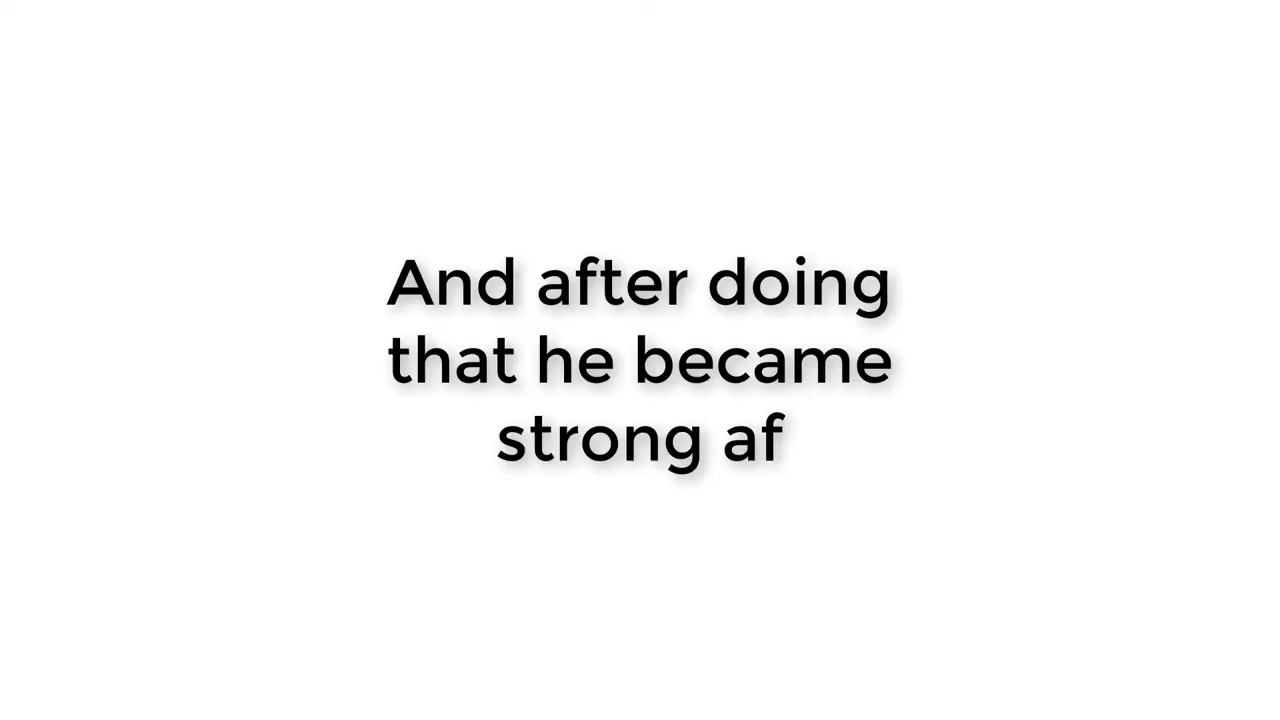 And after doing
that he became
strong af